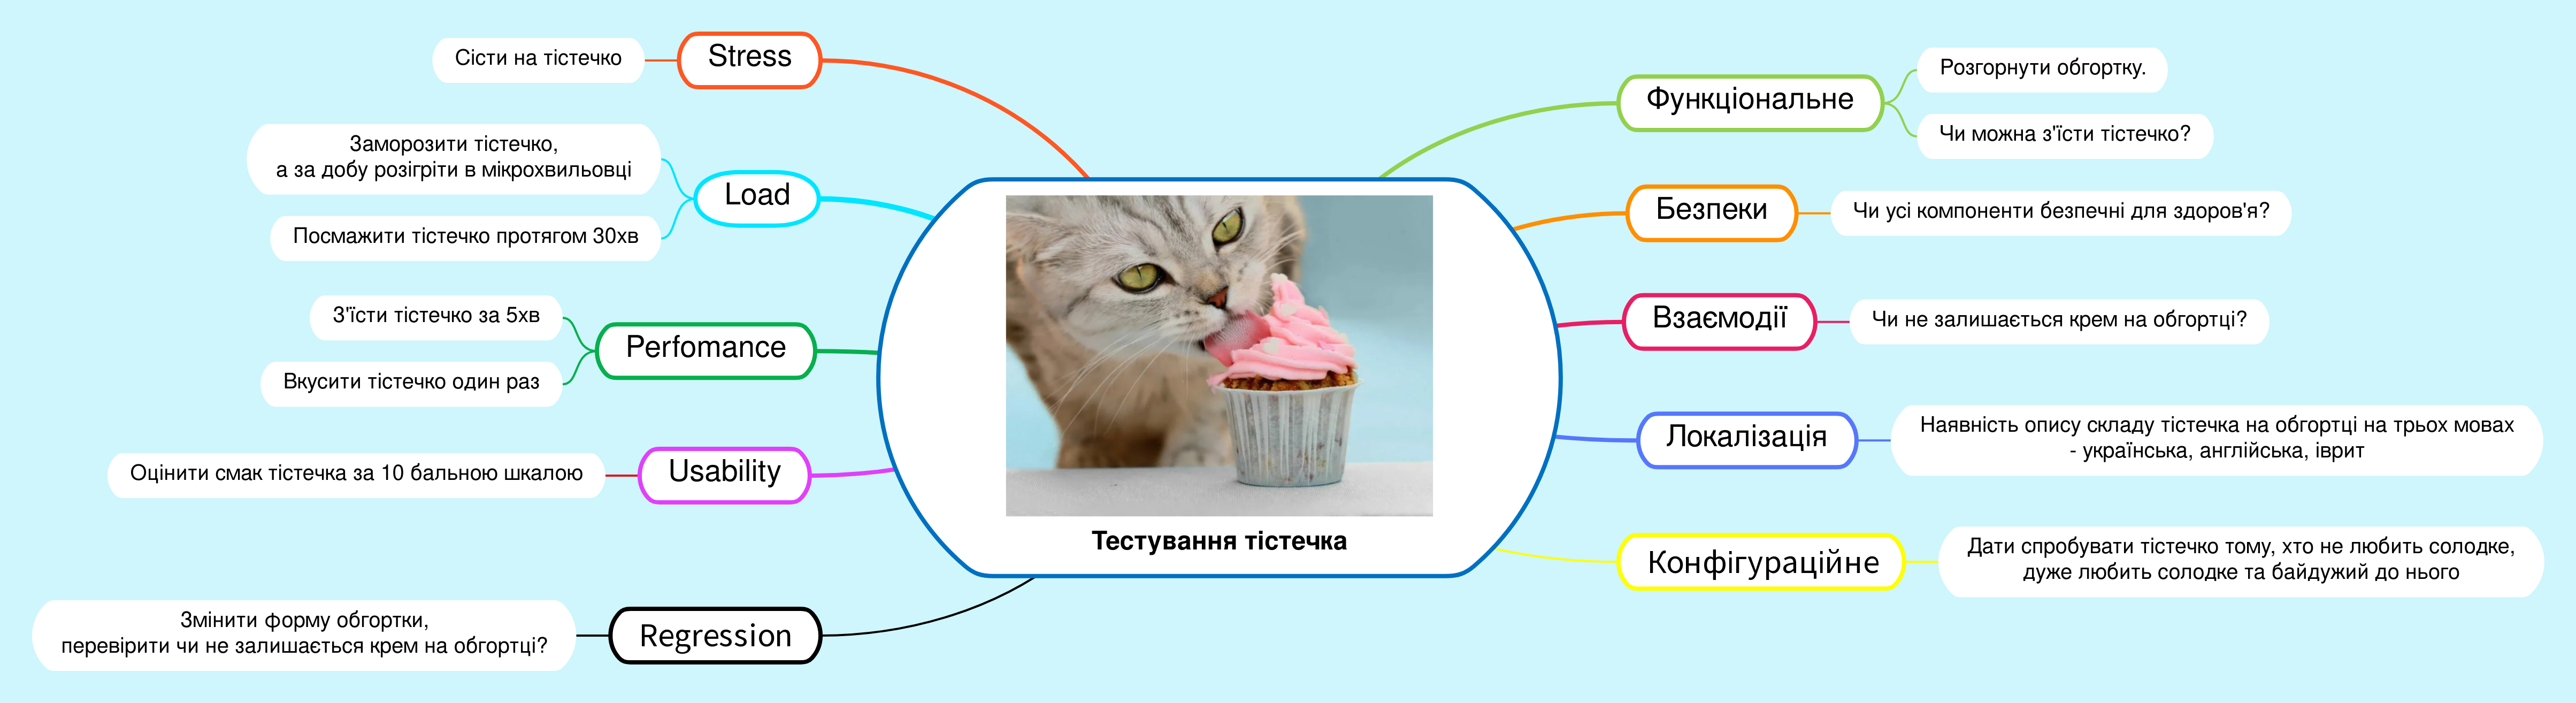 Stress
Сісти на тістечко
Load
Заморозити тістечко,
а за добу розігріти в мікрохвильовці
Посмажити тістечко протягом 30хв
Perfomance
З'їсти тістечко за 5хв
Вкусити тістечко один раз
Usability
Оцінити смак тістечка за 10 бальною шкалою
Regression
Змінити форму обгортки,
перевірити чи не залишається крем на обгортці?
Тестування тістечка
Функціональне
Розгорнути обгортку.
Чи можна з'їсти тістечко?
Безпеки
Чи усі компоненти безпечні для здоров'я?
Взаємодії
Чи не залишається крем на обгортці?
Локалізація
Наявність опису складу тістечка на обгортці на трьох мовах
- українська, англійська, іврит
Конфігураційне
Дати спробувати тістечко тому, хто не любить солодке,
дуже любить солодке та байдужий до нього